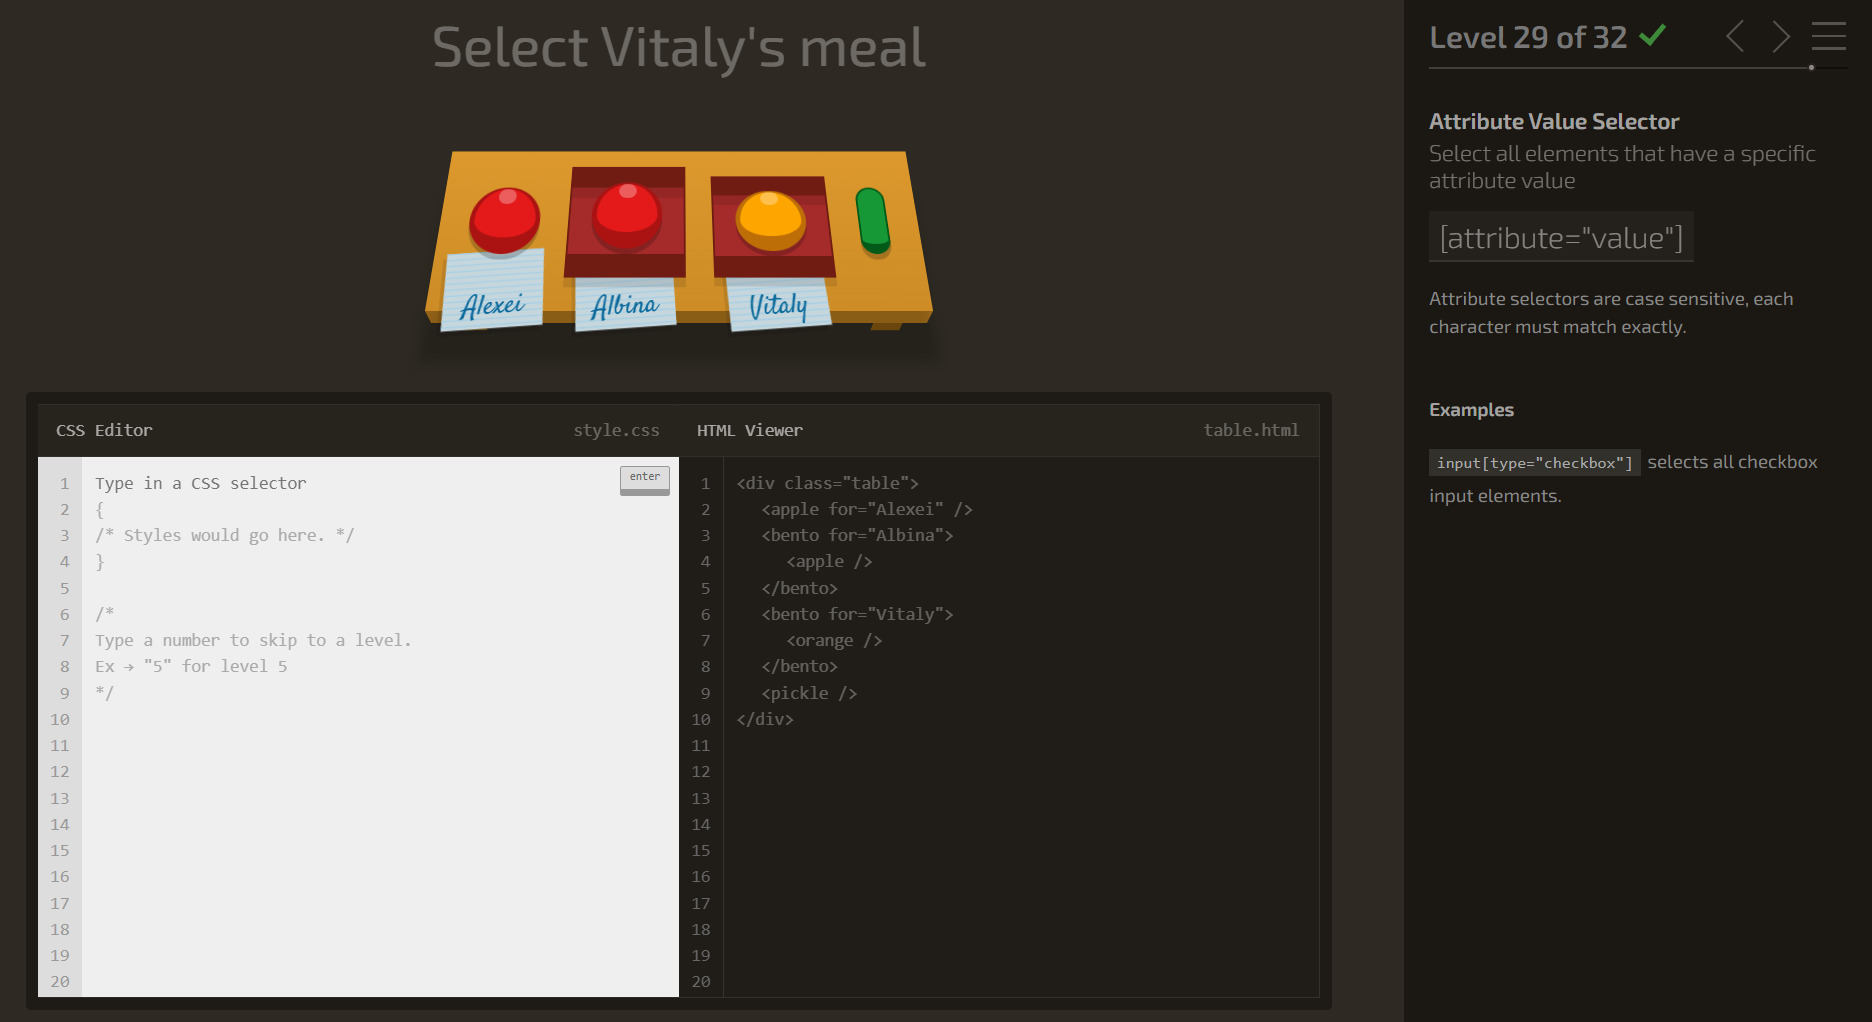 Select Vitaly's meal
Alexei
Albina
Vitaly
CSS Editor
style.css
HTML Viewer
table.html
1 Type in a CSS selector
enter
2 {
3 /* Styles would go here. */
4 }
5
6 /*
7 Type a number to skip to a level.
8 Ex → "5" for level 5
9 */
10
11
12
13
14
15
16
17
18
19
20
1 <div class="table">
2 <apple for="Alexei" />
3 <bento for="Albina">
4 <apple />
5 </bento>
6 <bento for="Vitaly">
7 <orange />
8 </bento>
9 <pickle />
10 </div>
11
12
13
14
15
16
17
18
19
20
Level 29 of 32
Attribute Value Selector
Select all elements that have a specific
attribute value
[attribute="value"]
Attribute selectors are case sensitive, each
character must match exactly.
Examples
input[type="checkbox"] selects all checkbox
input elements.